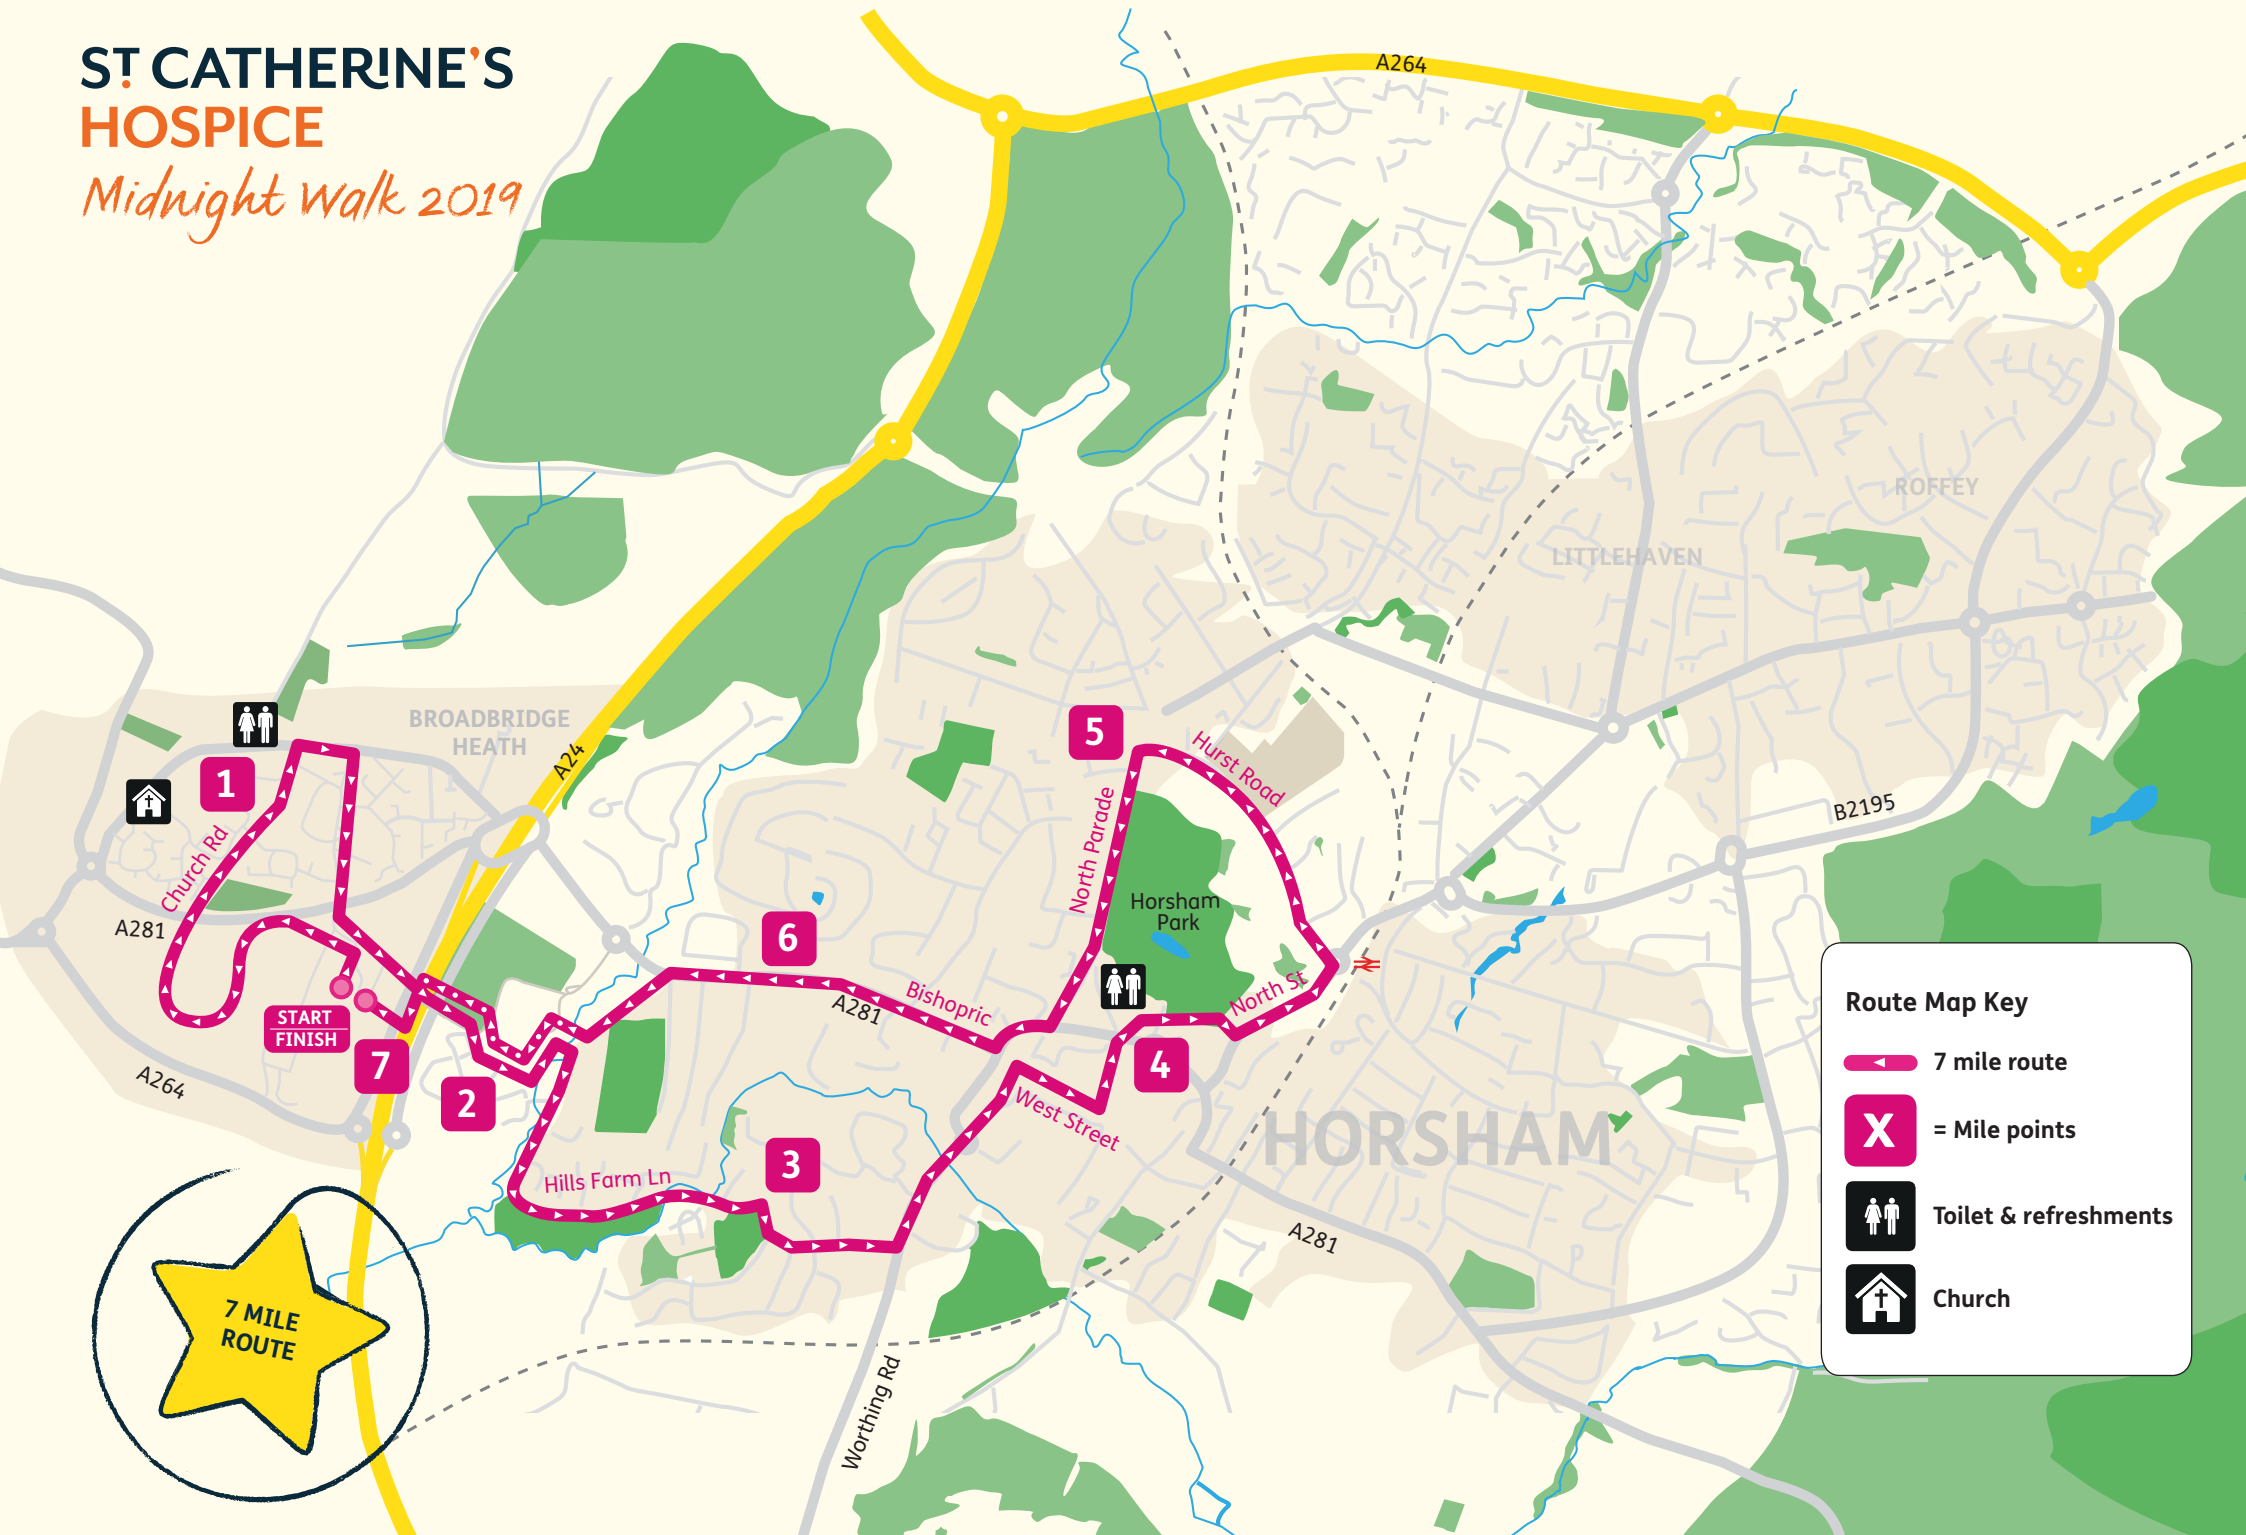 ST CATHERINE'S
HOSPICE
Midnight Walk 2019
A264
ROFFEY
LITTLEHAVEN
BROADBRIDGE
HEATH
A24
1
5
Hurst Road
North Parade
Church Rd
B2195
Horsham
Park
A281
6
Bishopric
A281
North St
START
FINISH
7
2
4
A264
West Street
HORSHAM
3
Hills Farm Ln
A281
Worthing Rd
7 MILE
ROUTE
Route Map Key
7 mile route
X
= Mile points
Toilet & refreshments
Church